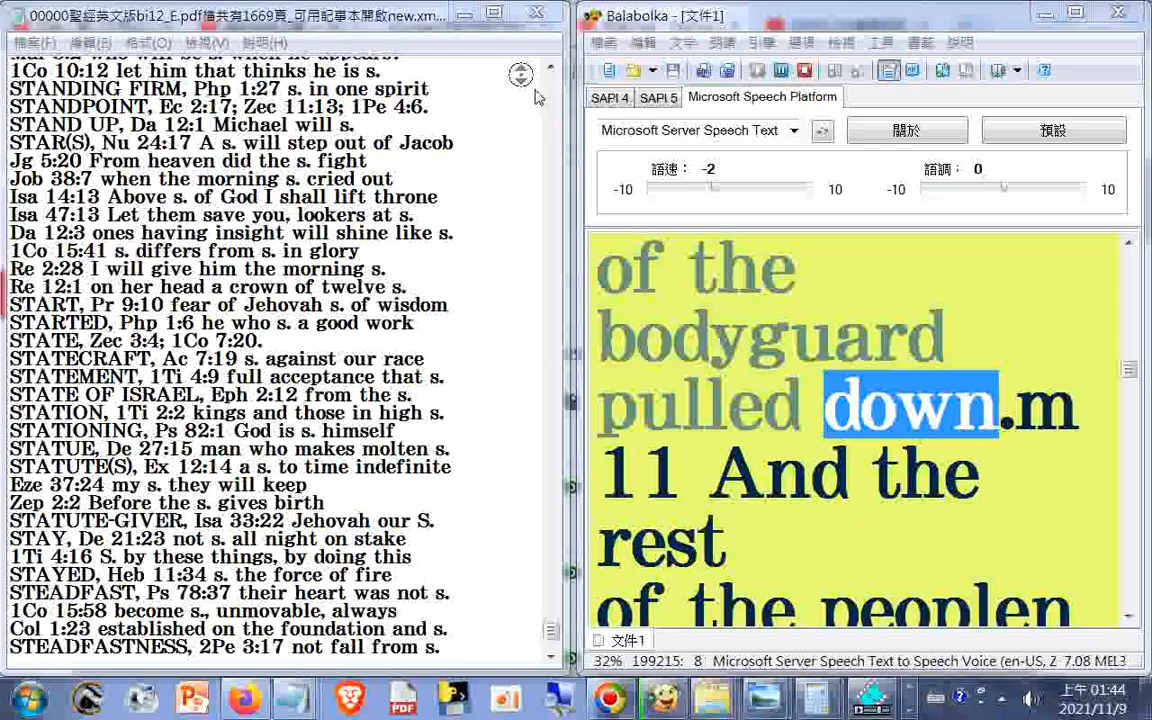 00000聖經英文版bi12_E.pdf檔共有1669頁_可用記事本開啟new.xm...
檔案(F) 編輯(E) 格式(O) 檢視(V) 說明(H)
1Co 10:12 let him that thinks he is s.
STANDING FIRM, Php 1:27 s. in one spirit
STANDPOINT, Ec 2:17; Zec 11:13; 1Pe 4:6.
STAND UP, Da 12:1 Michael will s.
STAR(S), Nu 24:17 A s. will step out of Jacob
Jg 5:20 From heaven did the s. fight
Job 38:7 when the morning s. cried out
Isa 14:13 Above s. of God I shall lift throne
Isa 47:13 Let them save you, lookers at s.
Da 12:3 ones having insight will shine like s.
1Co 15:41 s. differs from s. in glory
Re 2:28 I will give him the morning s.
Re 12:1 on her head a crown of twelve s.
START, Pr 9:10 fear of Jehovah s. of wisdom
STARTED, Php 1:6 he who s. a good work
STATE, Zec 3:4; 1Co 7:20.
STATECRAFT, Ac 7:19 s. against our race
STATEMENT, 1Ti 4:9 full acceptance that s.
STATE OF ISRAEL, Eph 2:12 from the s.
STATION, 1Ti 2:2 kings and those in high s.
STATIONING, Ps 82:1 God is s. himself
STATUE, De 27:15 man who makes molten s.
STATUTE(S), Ex 12:14 a s. to time indefinite
Eze 37:24 my s. they will keep
Zep 2:2 Before the s. gives birth
STATUTE-GIVER, Isa 33:22 Jehovah our S.
STAY, De 21:23 not s. all night on stake
1Ti 4:16 S. by these things, by doing this
STAYED, Heb 11:34 s. the force of fire
STEADFAST, Ps 78:37 their heart was not s.
1Co 15:58 become s., unmovable, always
Col 1:23 established on the foundation and s.
STEADFASTNESS, 2Pe 3:17 not fall from s.
Balabolka - [文件1]
檔案 編輯 文字 朗讀 引擎 選項 檢視 工具 書籤 說明
SAPI 4 SAPI 5 Microsoft Speech Platform
Microsoft Server Speech Text 關於 預設
語速： -2 語調： 0
-10 10 -10 10
of the
bodyguard
pulled down.m
11 And the
rest
of the peoplen
文件1
32% 199215: 8 Microsoft Server Speech Text to Speech Voice (en-US, Z 7.08
PDF
上午 01:44
2021/11/9